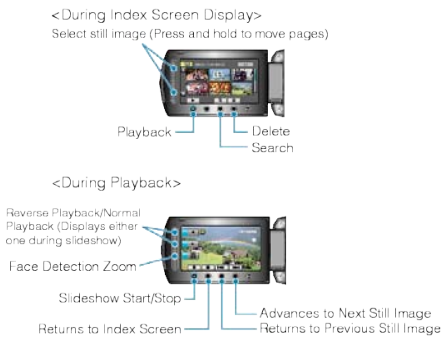 <During Index Screen Display>
Select still image (Press and hold to move pages)
Playback
Delete
Search
<During Playback>
Reverse Playback/Normal
Playback (Displays either
one during slideshow)
Face Detection Zoom
Slideshow Start/Stop
Advances to Next Still Image
Returns to Index Screen
Returns to Previous Still Image